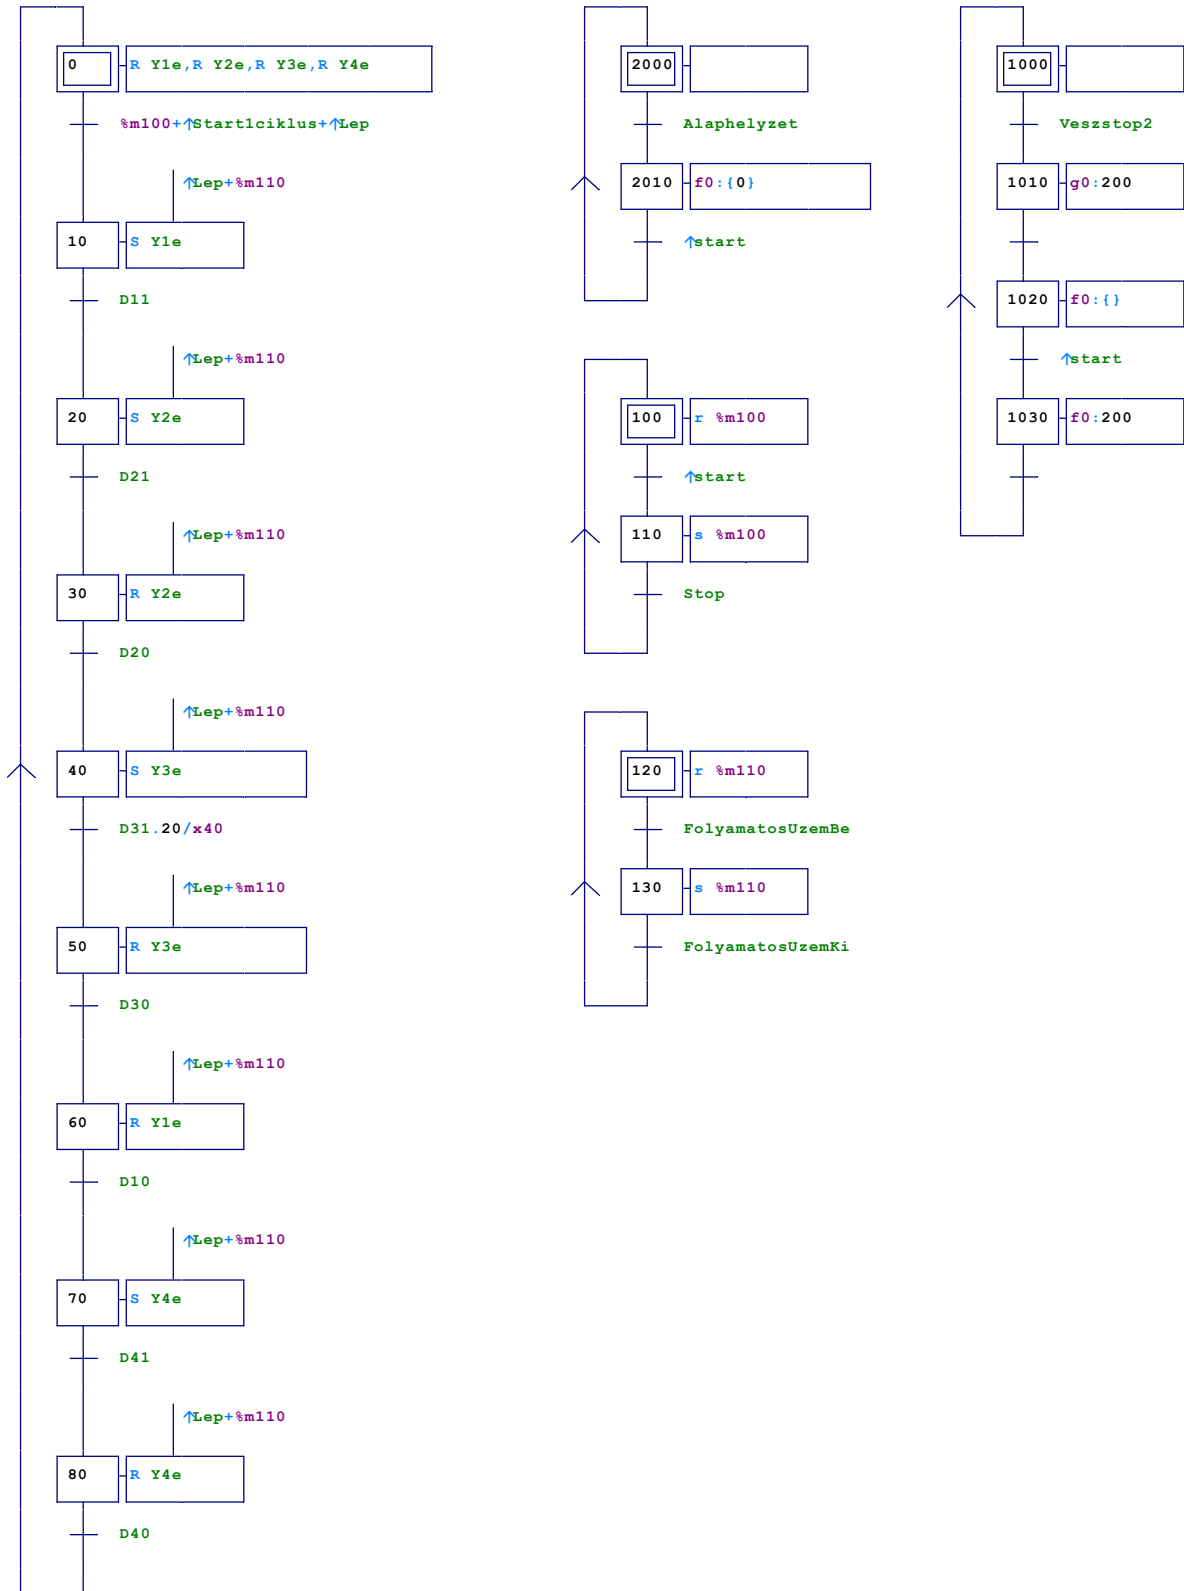 0 R Y1e,R Y2e,R Y3e,R Y4e
%m100+↑Start1ciklus+↑Lep
↑Lep+%m110
10 S Y1e
D11
↑Lep+%m110
20 S Y2e
D21
↑Lep+%m110
30 R Y2e
D20
↑Lep+%m110
40 S Y3e
D31.20/x40
↑Lep+%m110
50 R Y3e
D30
↑Lep+%m110
60 R Y1e
D10
↑Lep+%m110
70 S Y4e
D41
↑Lep+%m110
80 R Y4e
D40
2000
Alaphelyzet
2010 f0:{0}
↑start
100 r %m100
↑start
110 s %m100
Stop
120 r %m110
FolyamatosUzemBe
130 s %m110
FolyamatosUzemKi
1000
Veszstop2
1010 g0:200
1020 f0:{}
↑start
1030 f0:200